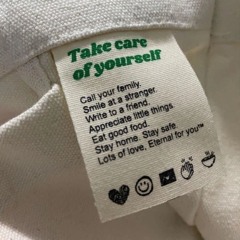 Take care
of yourself
Call your family.
Smile at a stranger.
Write to a friend.
Appreciate little things.
Eat good food.
Stay home. Stay safe.
Lots of love. Eternal for you™